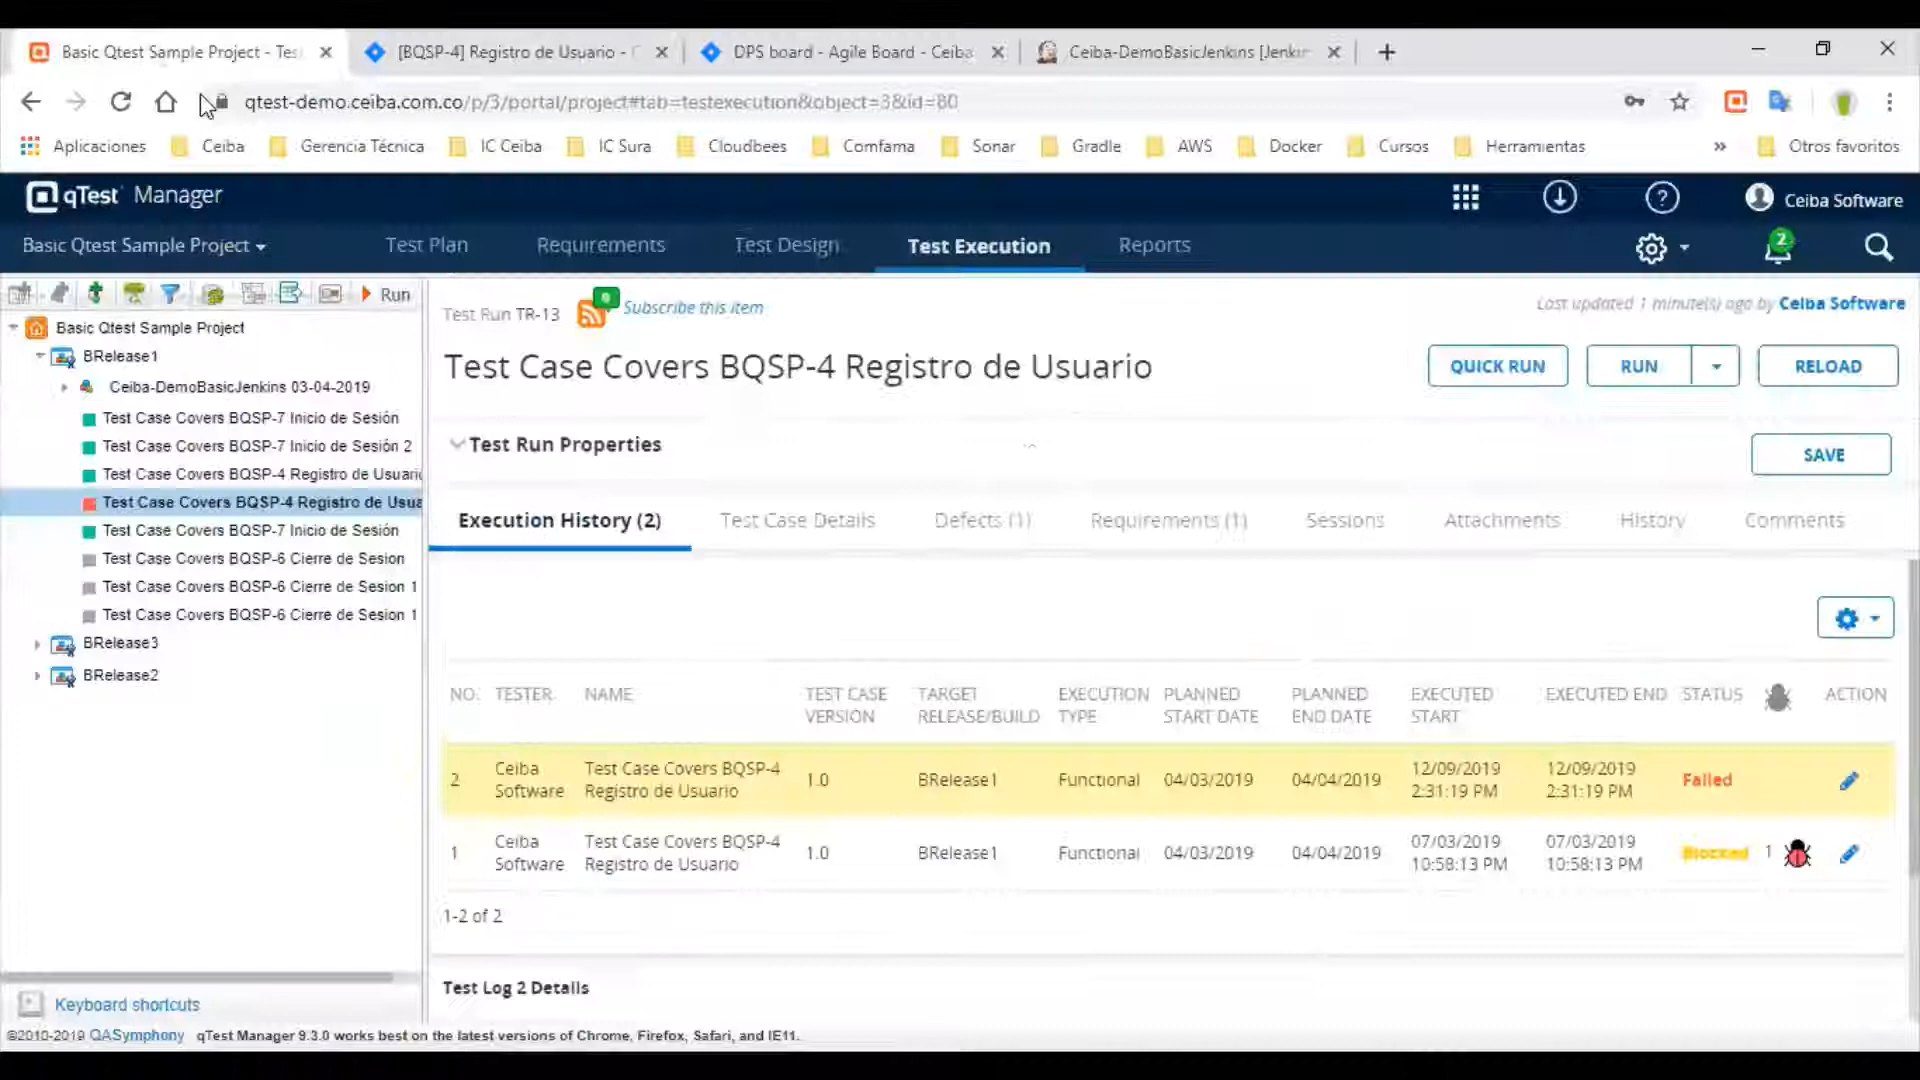 Basic Qtest Sample Project - Tes
[BQSP-4] Registro de Usuario - C
DPS board - Agile Board - Ceiba
Ceiba-DemoBasicJenkins [Jenkin
qtest-demo.ceiba.com.co/p/3/portal/project#tab=testexecution&object=3&id=80
Aplicaciones
Ceiba
Gerencia Técnica
IC Ceiba
IC Sura
Cloudbees
Comfama
Sonar
Gradle
AWS
Docker
Cursos
Herramientas
»
Otros favoritos
qTest Manager
Ceiba Software
Basic Qtest Sample Project
Test Plan
Requirements
Test Design
Test Execution
Reports
2
Run
Basic Qtest Sample Project
BRelease1
Ceiba-DemoBasicJenkins 03-04-2019
Test Case Covers BQSP-7 Inicio de Sesión
Test Case Covers BQSP-7 Inicio de Sesión 2
Test Case Covers BQSP-4 Registro de Usuario
Test Case Covers BQSP-4 Registro de Usua
Test Case Covers BQSP-7 Inicio de Sesión
Test Case Covers BQSP-6 Cierre de Sesion
Test Case Covers BQSP-6 Cierre de Sesion 1
Test Case Covers BQSP-6 Cierre de Sesion 1
BRelease3
BRelease2
Keyboard shortcuts
Test Run TR-13
0
Subscribe this item
Last updated 1 minute(s) ago by Ceiba Software
Test Case Covers BQSP-4 Registro de Usuario
QUICK RUN
RUN
RELOAD
Test Run Properties
SAVE
Execution History (2)
Test Case Details
Defects (1)
Requirements (1)
Sessions
Attachments
History
Comments
NO. TESTER NAME TEST CASE VERSION TARGET RELEASE/BUILD EXECUTION TYPE PLANNED START DATE PLANNED END DATE EXECUTED START EXECUTED END STATUS ACTION
2 Ceiba Software Test Case Covers BQSP-4 Registro de Usuario 1.0 BRelease1 Functional 04/03/2019 04/04/2019 12/09/2019 2:31:19 PM 12/09/2019 2:31:19 PM Failed
1 Ceiba Software Test Case Covers BQSP-4 Registro de Usuario 1.0 BRelease1 Functional 04/03/2019 04/04/2019 07/03/2019 10:58:13 PM 07/03/2019 10:58:13 PM Blocked 1
1-2 of 2
Test Log 2 Details
©2010-2019 QASymphony qTest Manager 9.3.0 works best on the latest versions of Chrome, Firefox, Safari, and IE11.